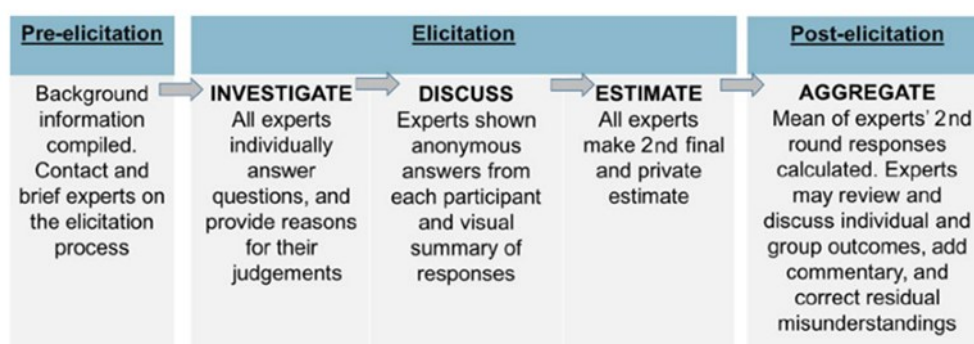 Pre-elicitation
Background
information
compiled.
Contact and
brief experts on
the elicitation
process
Elicitation
INVESTIGATE
All experts
individually
answer
questions, and
provide reasons
for their
judgements
DISCUSS
Experts shown
anonymous
answers from
each participant
and visual
summary of
responses
ESTIMATE
All experts
make 2nd final
and private
estimate
Post-elicitation
AGGREGATE
Mean of experts' 2nd
round responses
calculated. Experts
may review and
discuss individual and
group outcomes, add
commentary, and
correct residual
misunderstandings